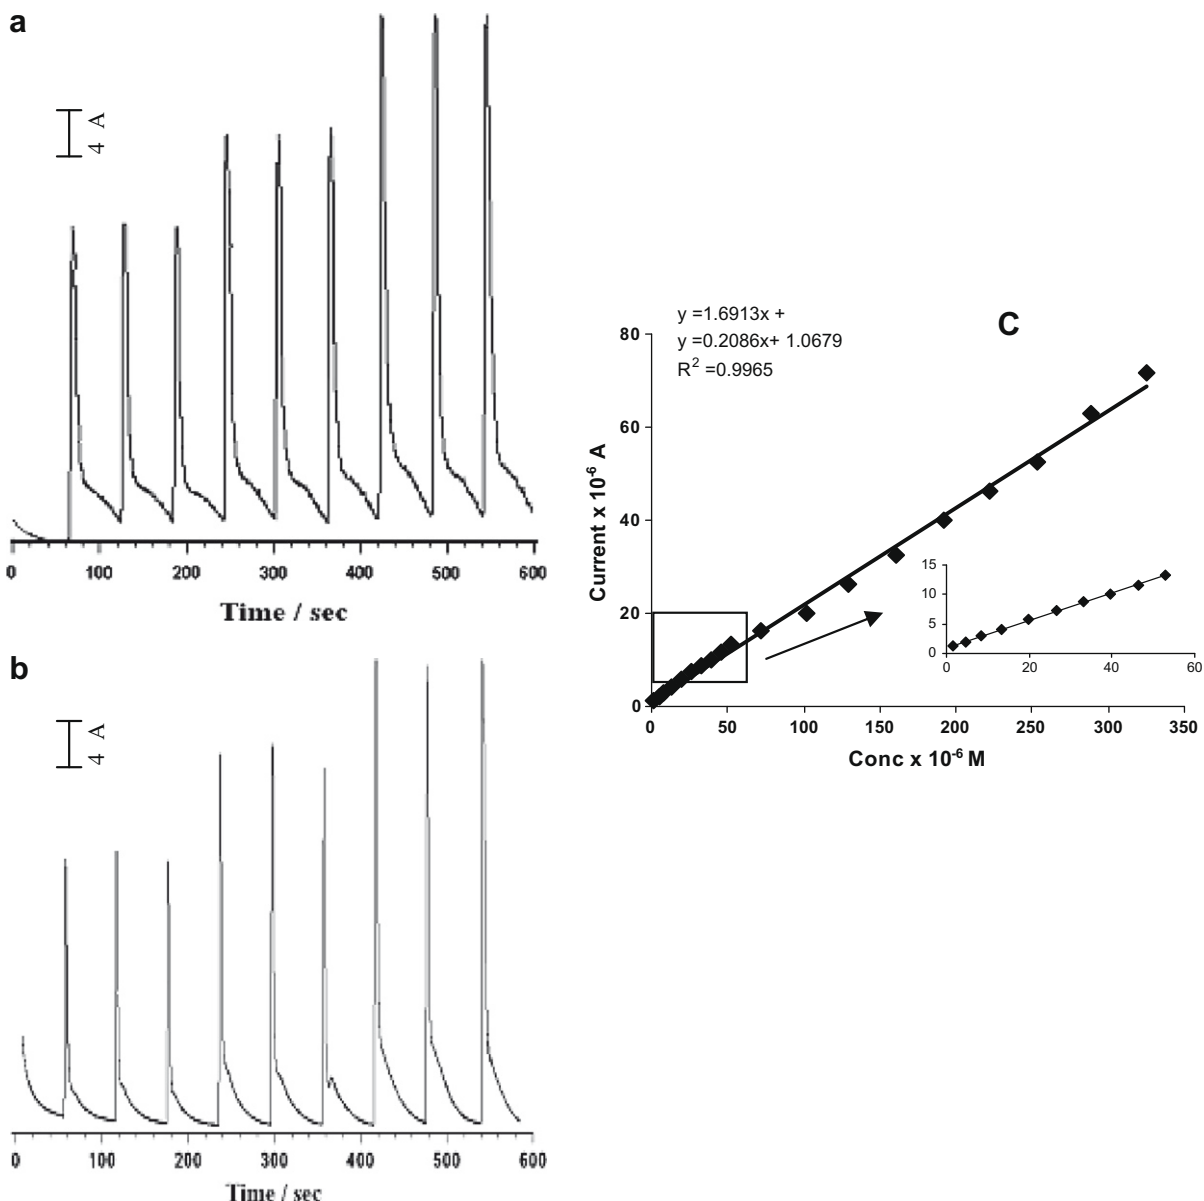 a
4 A
0 100 200 300 400 500 600
Time / sec
b
4 A
0 100 200 300 400 500 600
Time / sec
C
y =1.6913x +
y =0.2086x+ 1.0679
R² =0.9965
Current x 10⁻⁶ A
80
60
40
20
0
0 50 100 150 200 250 300 350
Conc x 10⁻⁶ M
15
10
5
0
0 20 40 60